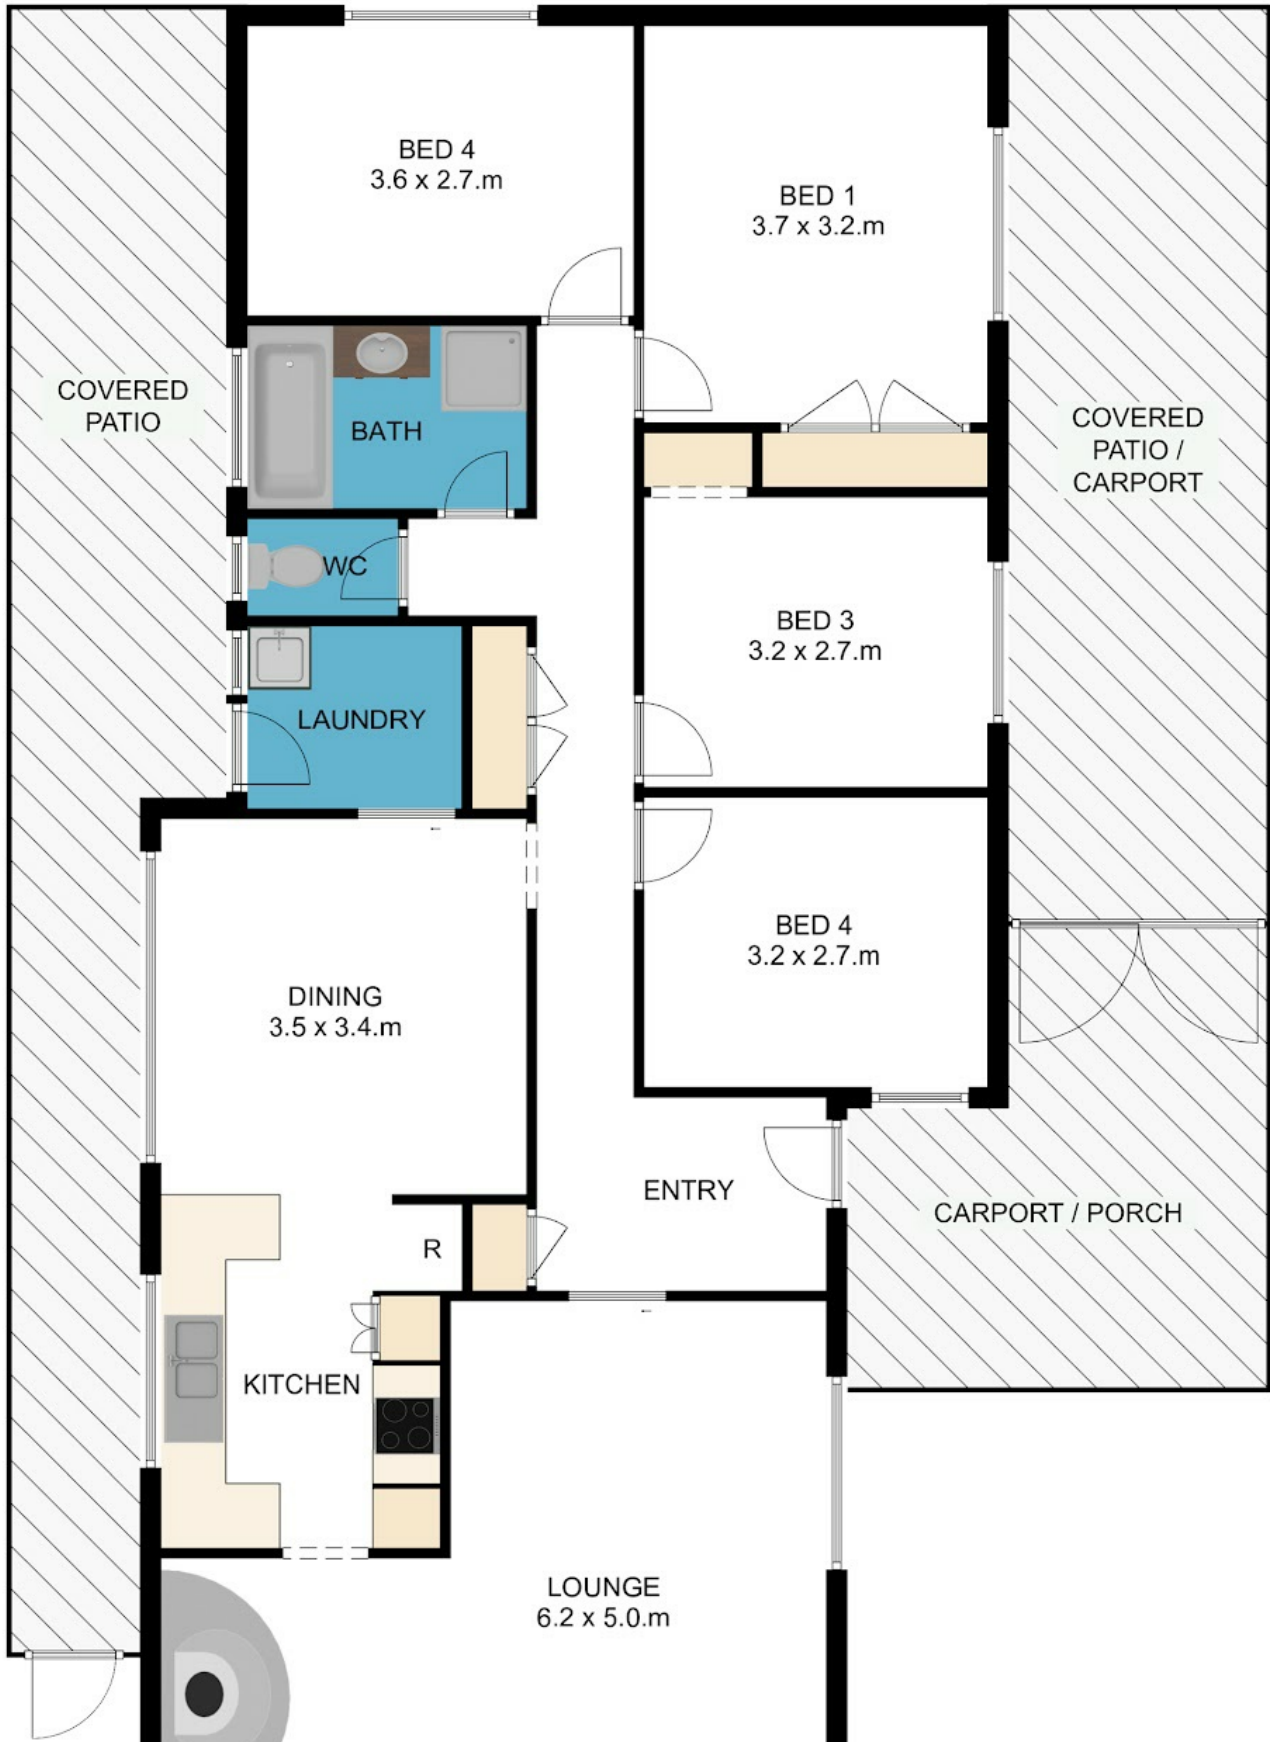 BED 4
3.6 x 2.7.m
BED 1
3.7 x 3.2.m
COVERED
PATIO
BATH
COVERED
PATIO /
CARPORT
WC
BED 3
3.2 x 2.7.m
LAUNDRY
BED 4
3.2 x 2.7.m
DINING
3.5 x 3.4.m
ENTRY
CARPORT / PORCH
R
KITCHEN
LOUNGE
6.2 x 5.0.m